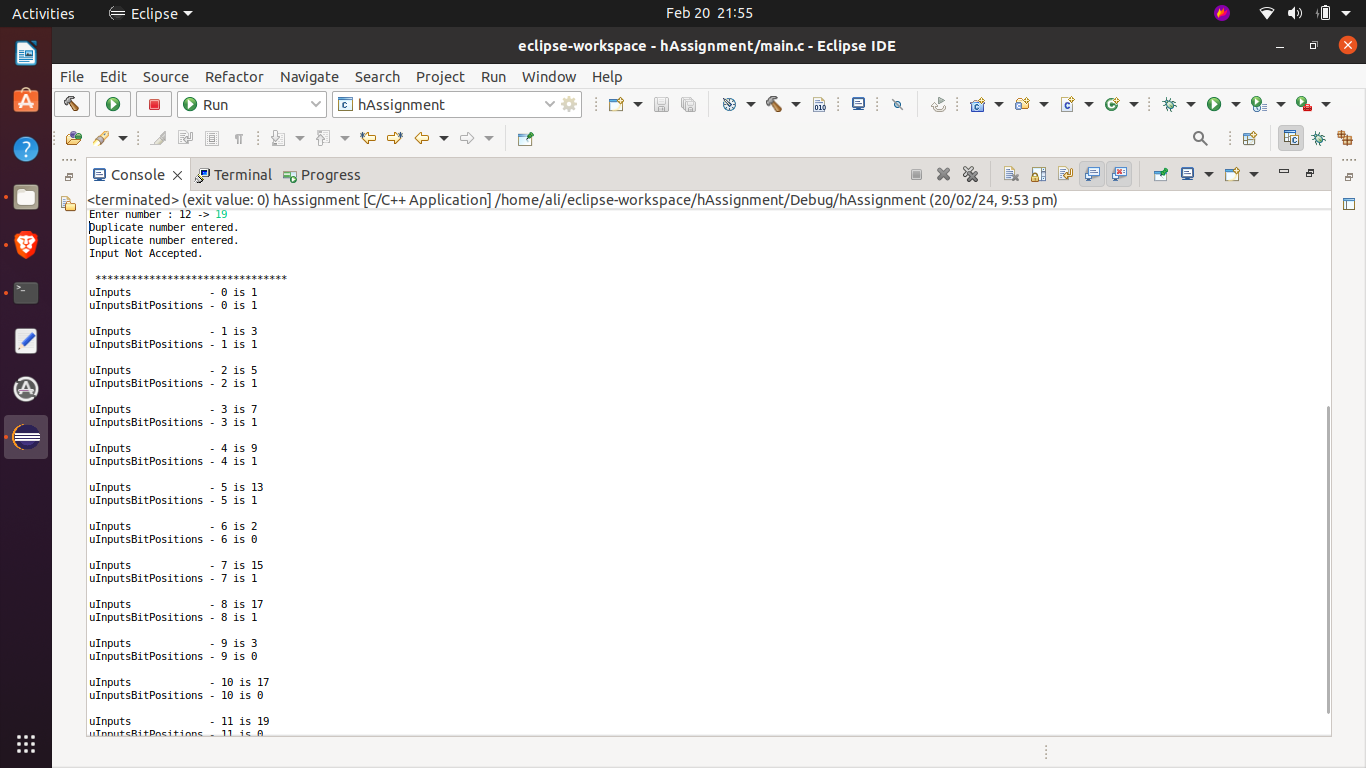 Activities Eclipse Feb 20 21:55
eclipse-workspace - hAssignment/main.c - Eclipse IDE
File Edit Source Refactor Navigate Search Project Run Window Help
Run hAssignment
Console Terminal Progress
<terminated> (exit value: 0) hAssignment [C/C++ Application] /home/ali/eclipse-workspace/hAssignment/Debug/hAssignment (20/02/24, 9:53 pm)
Enter number : 12 -> 19
Duplicate number entered.
Duplicate number entered.
Input Not Accepted.
********************************
uInputs - 0 is 1
uInputsBitPositions - 0 is 1
uInputs - 1 is 3
uInputsBitPositions - 1 is 1
uInputs - 2 is 5
uInputsBitPositions - 2 is 1
uInputs - 3 is 7
uInputsBitPositions - 3 is 1
uInputs - 4 is 9
uInputsBitPositions - 4 is 1
uInputs - 5 is 13
uInputsBitPositions - 5 is 1
uInputs - 6 is 2
uInputsBitPositions - 6 is 0
uInputs - 7 is 15
uInputsBitPositions - 7 is 1
uInputs - 8 is 17
uInputsBitPositions - 8 is 1
uInputs - 9 is 3
uInputsBitPositions - 9 is 0
uInputs - 10 is 17
uInputsBitPositions - 10 is 0
uInputs - 11 is 19
uInputsBitPositions - 11 is 0